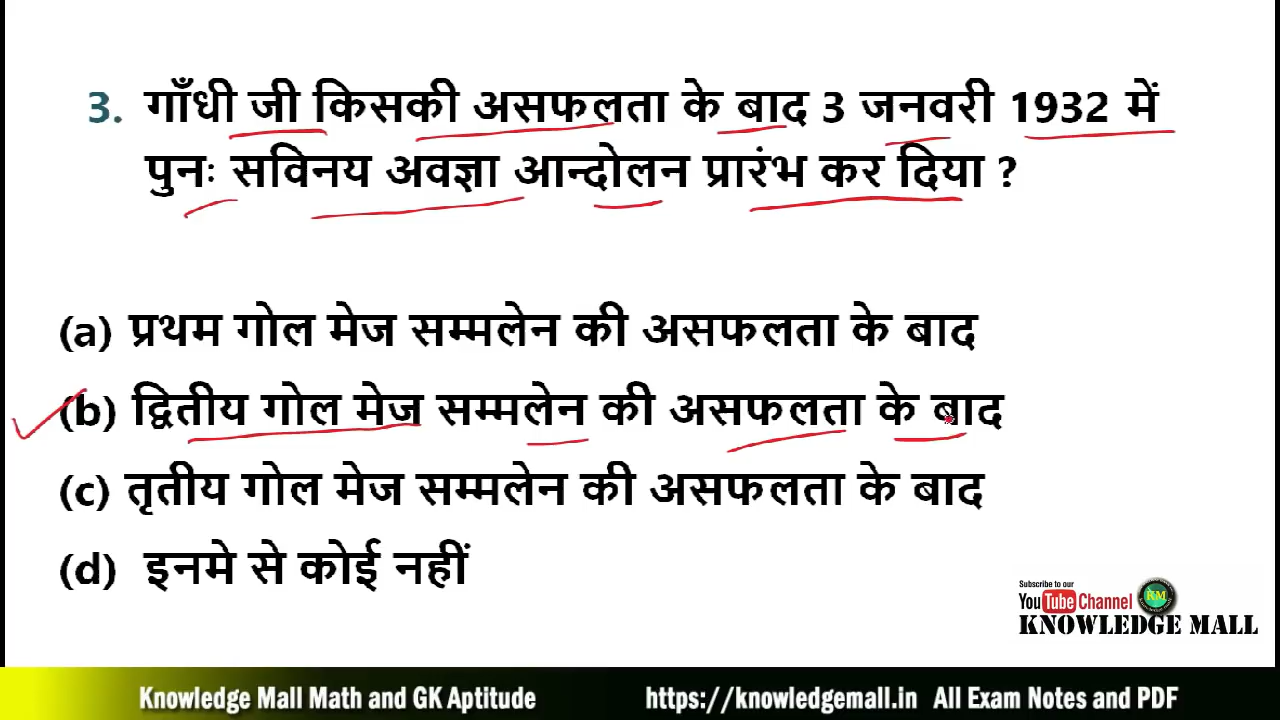 3. गाँधी जी किसकी असफलता के बाद 3 जनवरी 1932 में
पुनः सविनय अवज्ञा आन्दोलन प्रारंभ कर दिया ?
(a) प्रथम गोल मेज सम्मलेन की असफलता के बाद
(b) द्वितीय गोल मेज सम्मलेन की असफलता के बाद
(c) तृतीय गोल मेज सम्मलेन की असफलता के बाद
(d) इनमे से कोई नहीं
Subscribe to our
YouTube Channel KM
KNOWLEDGE MALL
Knowledge Mall Math and GK Aptitude https://knowledgemall.in All Exam Notes and PDF